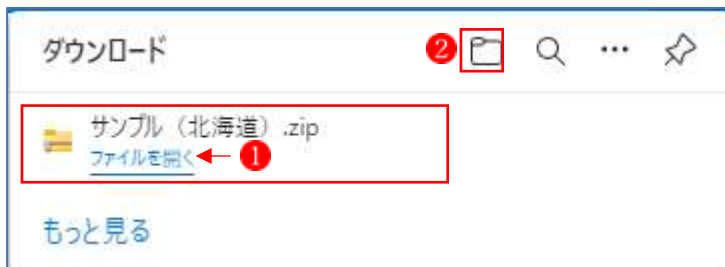 ダウンロード
❷
サンプル（北海道）.zip
ファイルを開く
❶
もっと見る